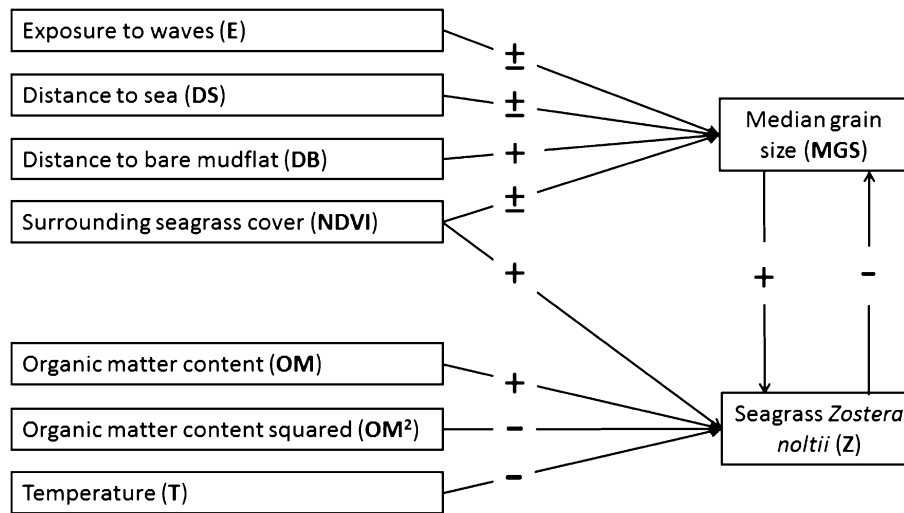 Exposure to waves (E)
±
Distance to sea (DS)
±
Median grain
size (MGS)
Distance to bare mudflat (DB)
+
±
Surrounding seagrass cover (NDVI)
+
+
-
Organic matter content (OM)
+
Organic matter content squared (OM²)
-
Seagrass Zostera
noltii (Z)
Temperature (T)
-